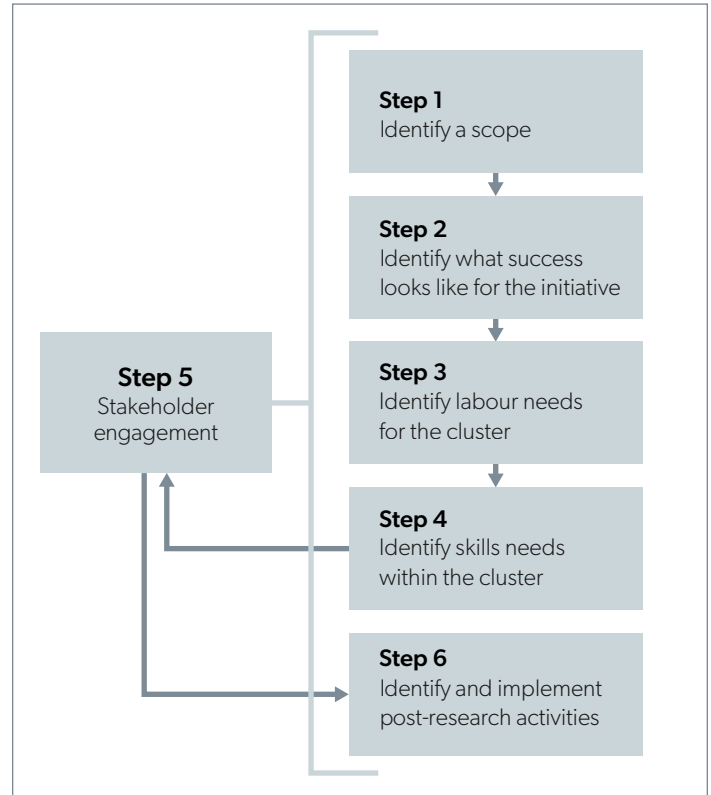 Step 1
Identify a scope
Step 2
Identify what success
looks like for the initiative
Step 3
Identify labour needs
for the cluster
Step 4
Identify skills needs
within the cluster
Step 5
Stakeholder
engagement
Step 6
Identify and implement
post-research activities